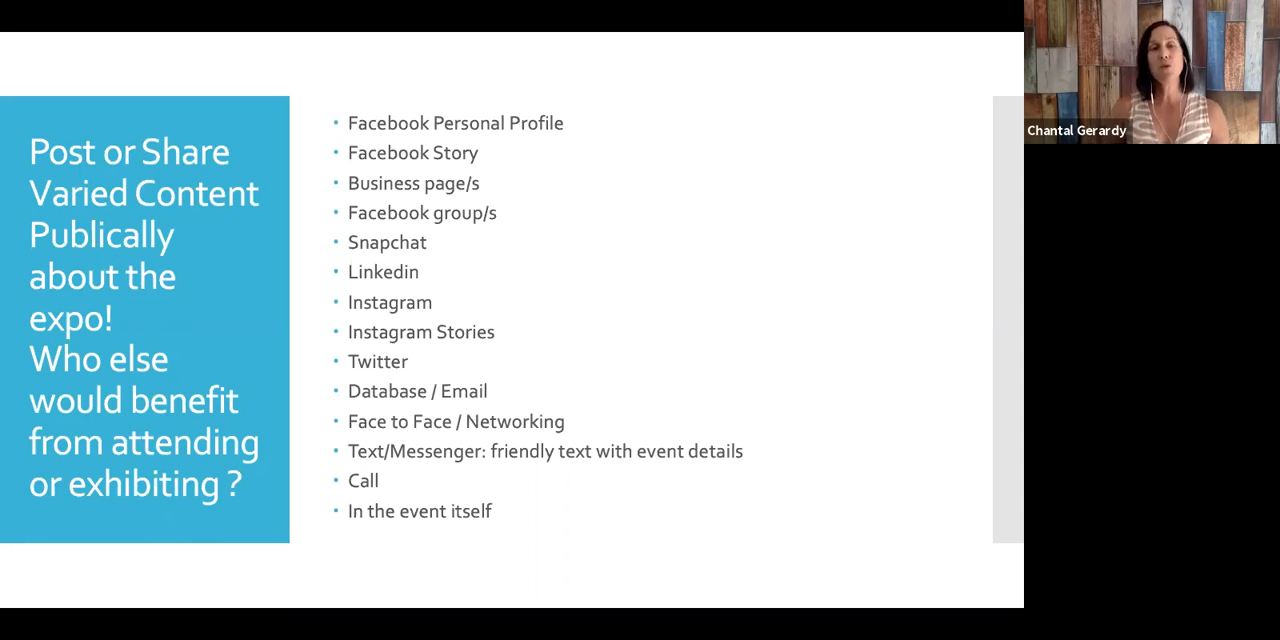 Post or Share
Varied Content
Publically
about the
expo!
Who else
would benefit
from attending
or exhibiting ?
• Facebook Personal Profile
• Facebook Story
• Business page/s
• Facebook group/s
• Snapchat
• Linkedin
• Instagram
• Instagram Stories
• Twitter
• Database / Email
• Face to Face / Networking
• Text/Messenger: friendly text with event details
• Call
• In the event itself
Chantal Gerardy